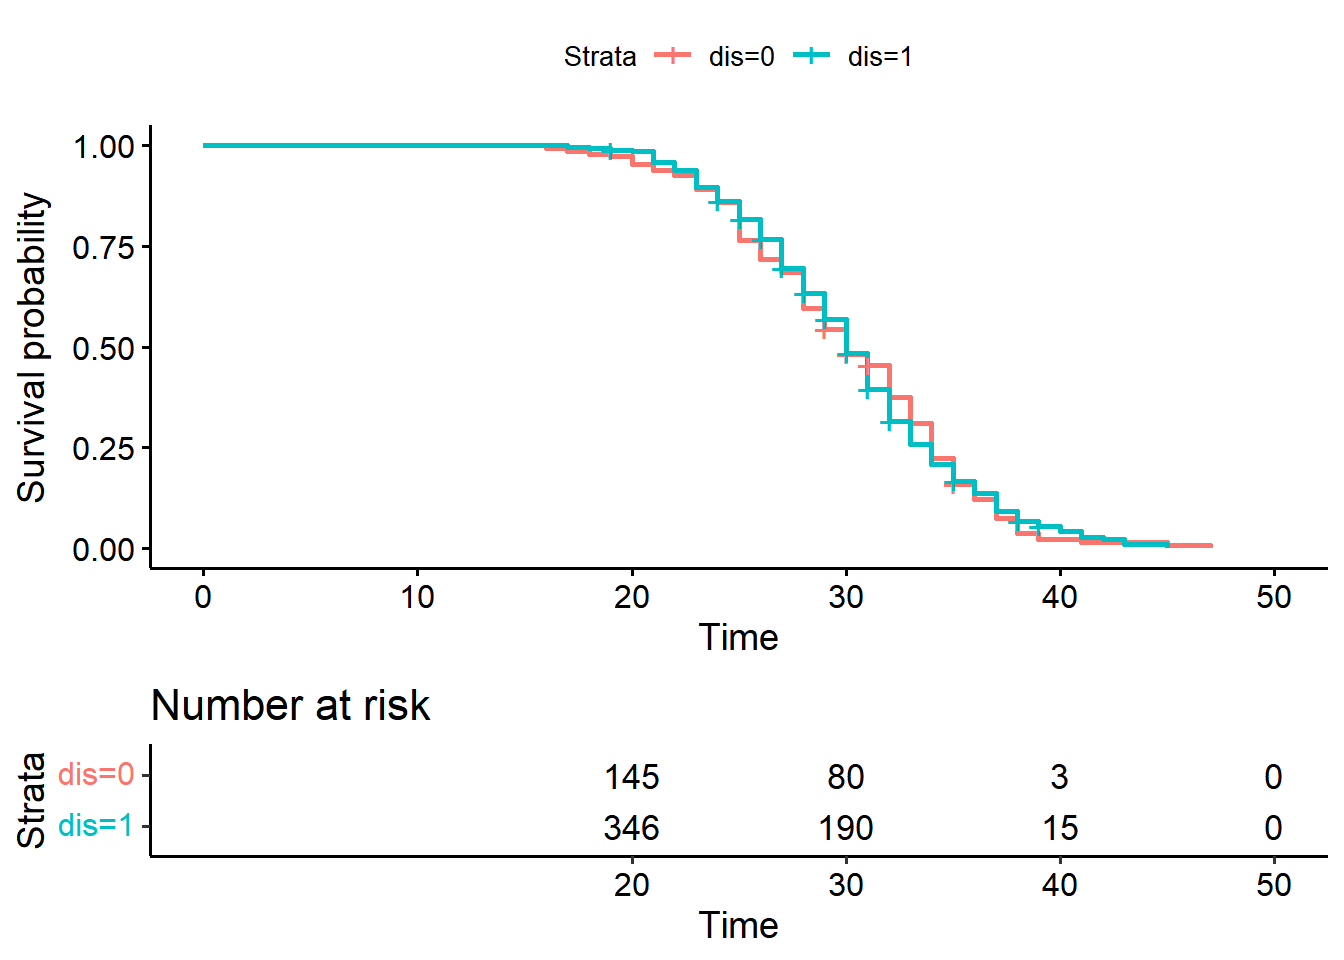 Strata dis=0 dis=1
Survival probability
1.00
0.75
0.50
0.25
0.00
0 10 20 30 40 50
Time
Number at risk
Strata
dis=0 145 80 3 0
dis=1 346 190 15 0
20 30 40 50
Time